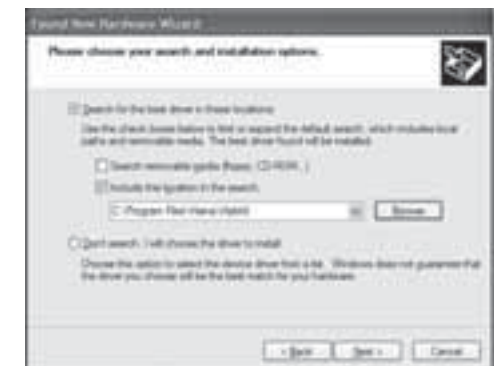 Found New Hardware Wizard
Please choose your search and installation options.
Search for the best driver in these locations.
Use the check boxes below to limit or expand the default search, which includes local
paths and removable media. The best driver found will be installed.
Search removable media (floppy, CD-ROM...)
Include this location in the search:
C:\Program Files\
Browse
Don't search. I will choose the driver to install.
Choose this option to select the device driver from a list. Windows does not guarantee that
the driver you choose will be the best match for your hardware.
< Back
Next >
Cancel